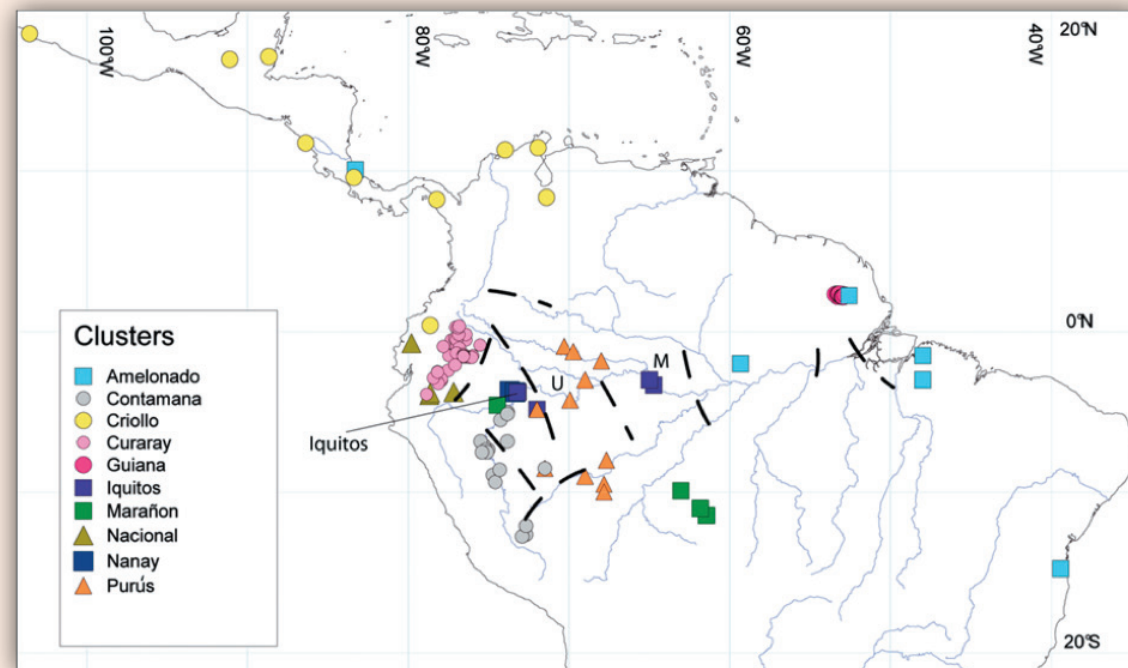 100°W
80°W
60°W
40°W
20°N
0°N
20°S
M
U
Iquitos
Clusters
Amelonado
Contamana
Criollo
Curaray
Guiana
Iquitos
Marañon
Nacional
Nanay
Purús